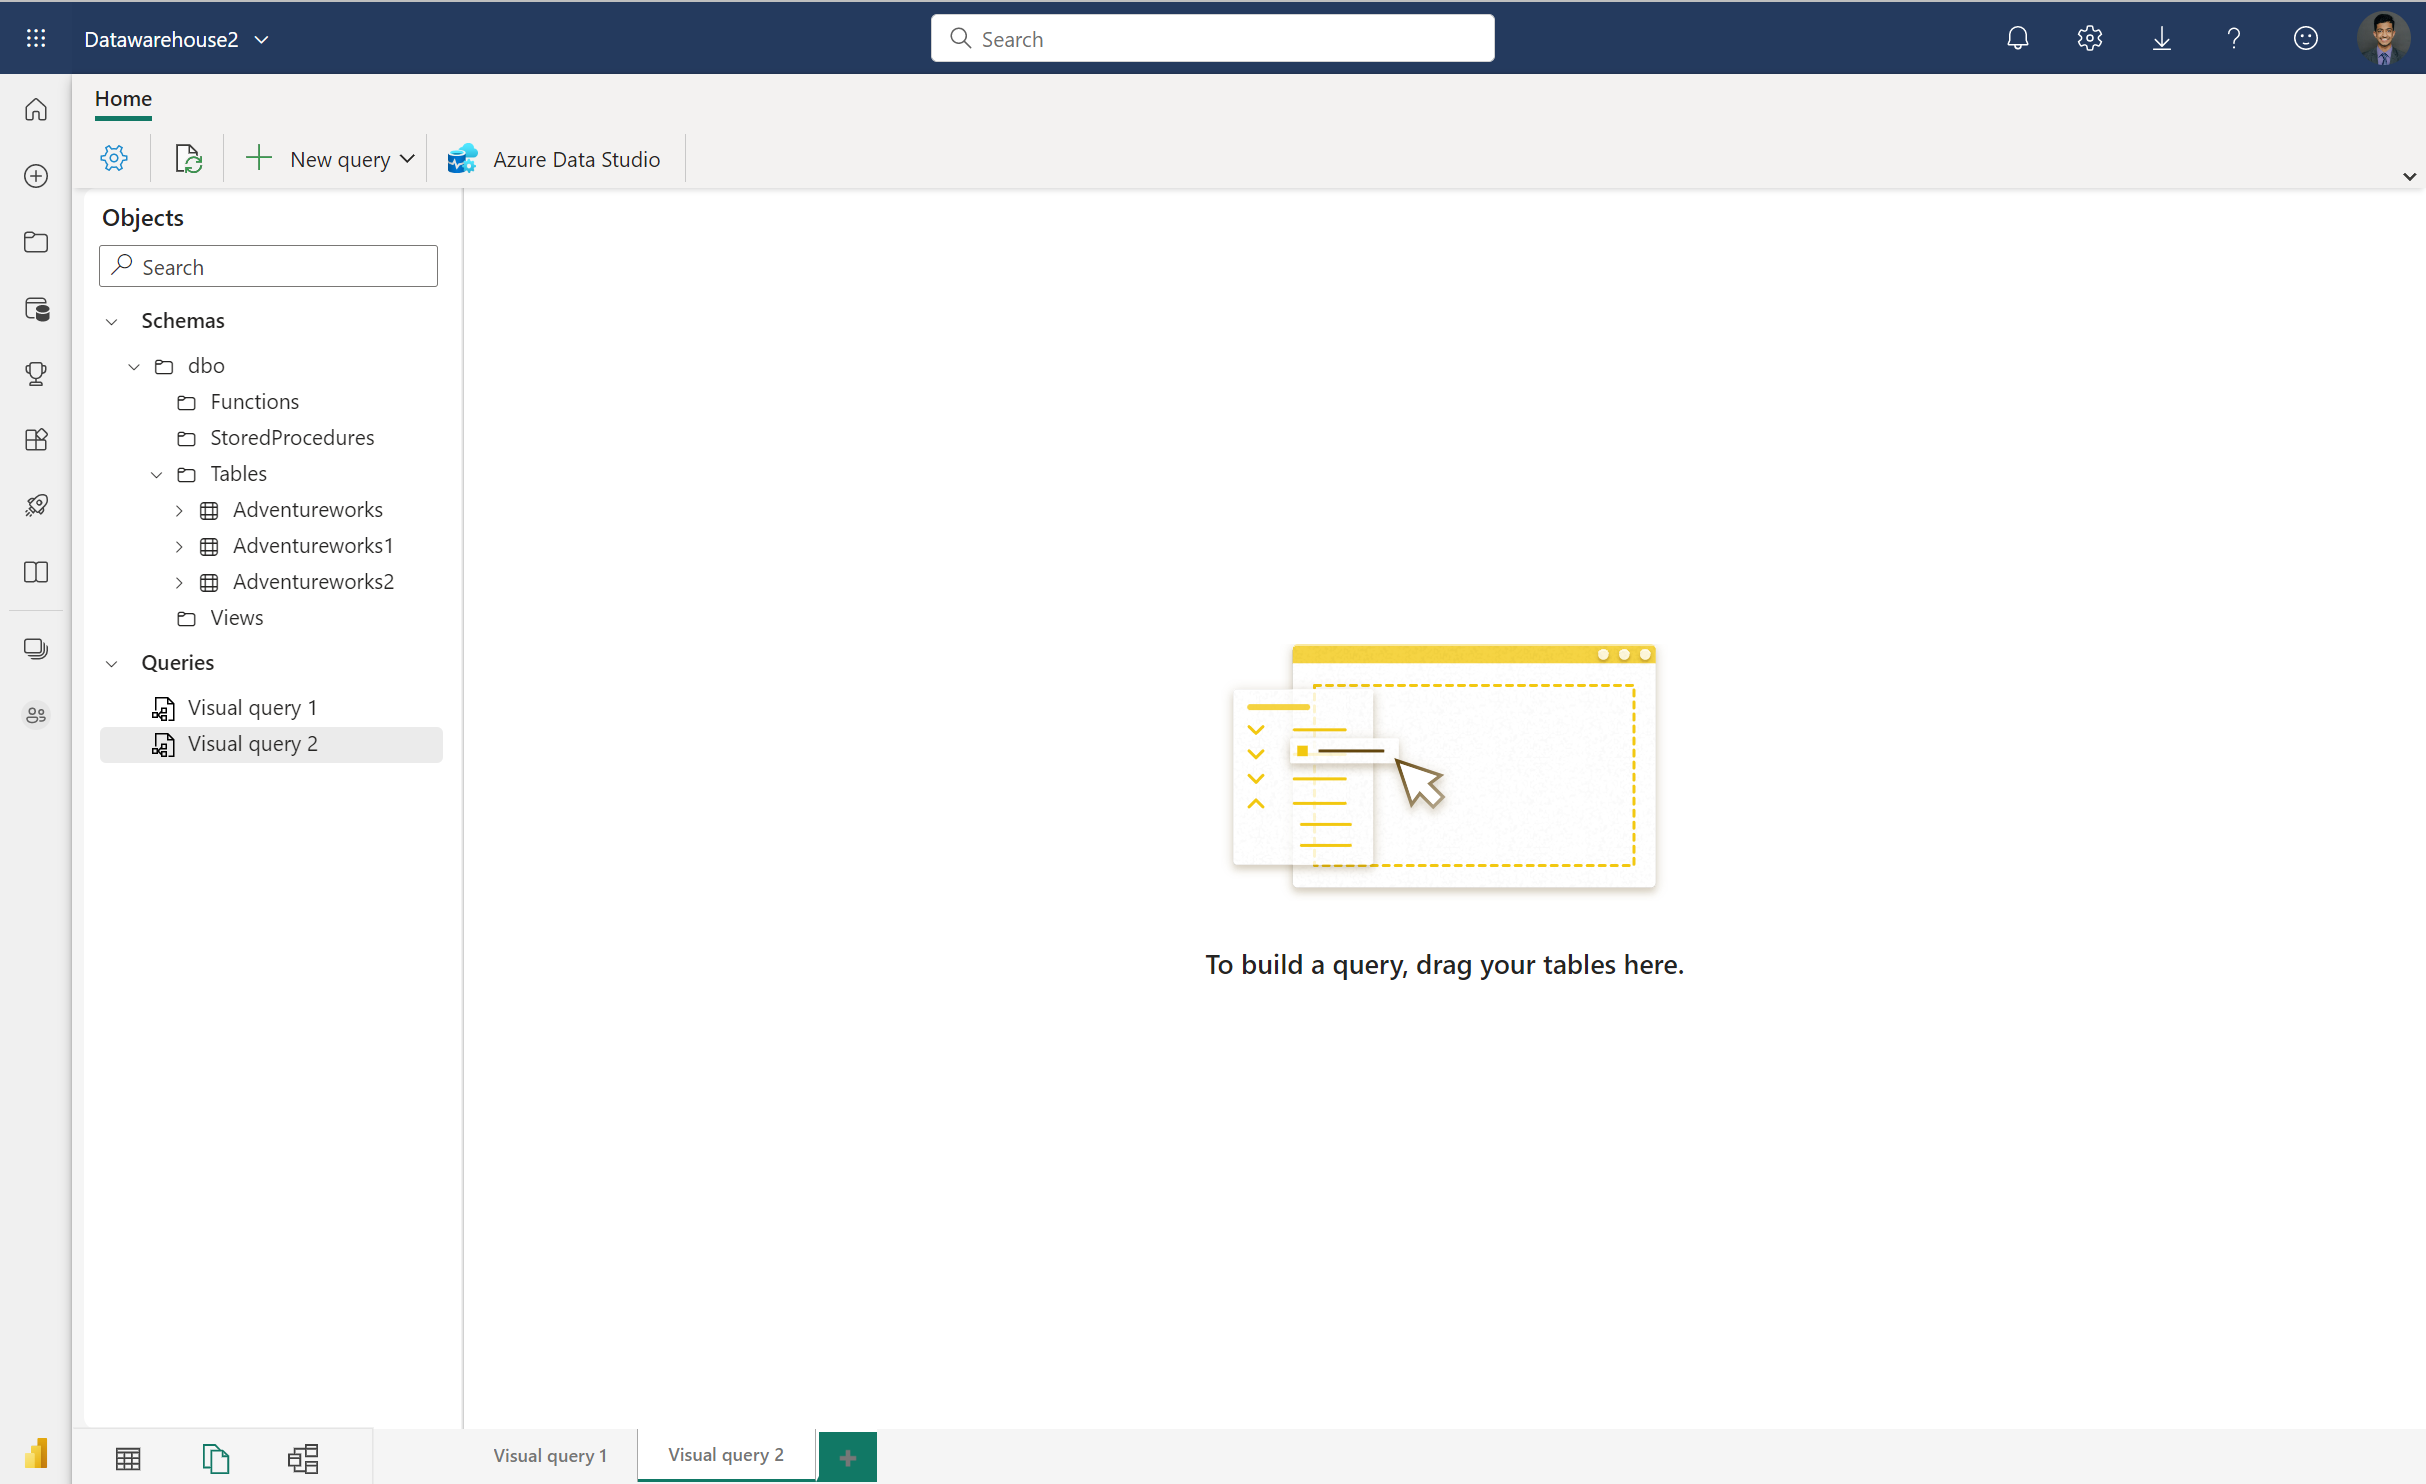 Datawarehouse2
Search
Home
New query
Azure Data Studio
Objects
Search
Schemas
dbo
Functions
StoredProcedures
Tables
Adventureworks
Adventureworks1
Adventureworks2
Views
Queries
Visual query 1
Visual query 2
To build a query, drag your tables here.
Visual query 1
Visual query 2